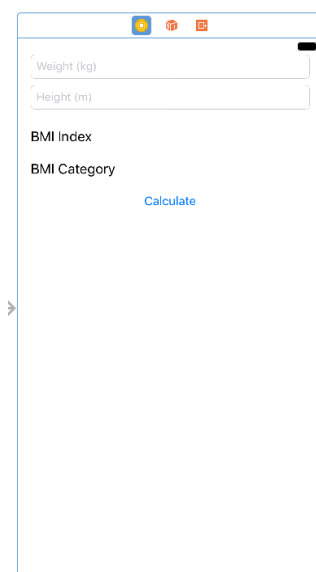 Weight (kg)
Height (m)
BMI Index
BMI Category
Calculate